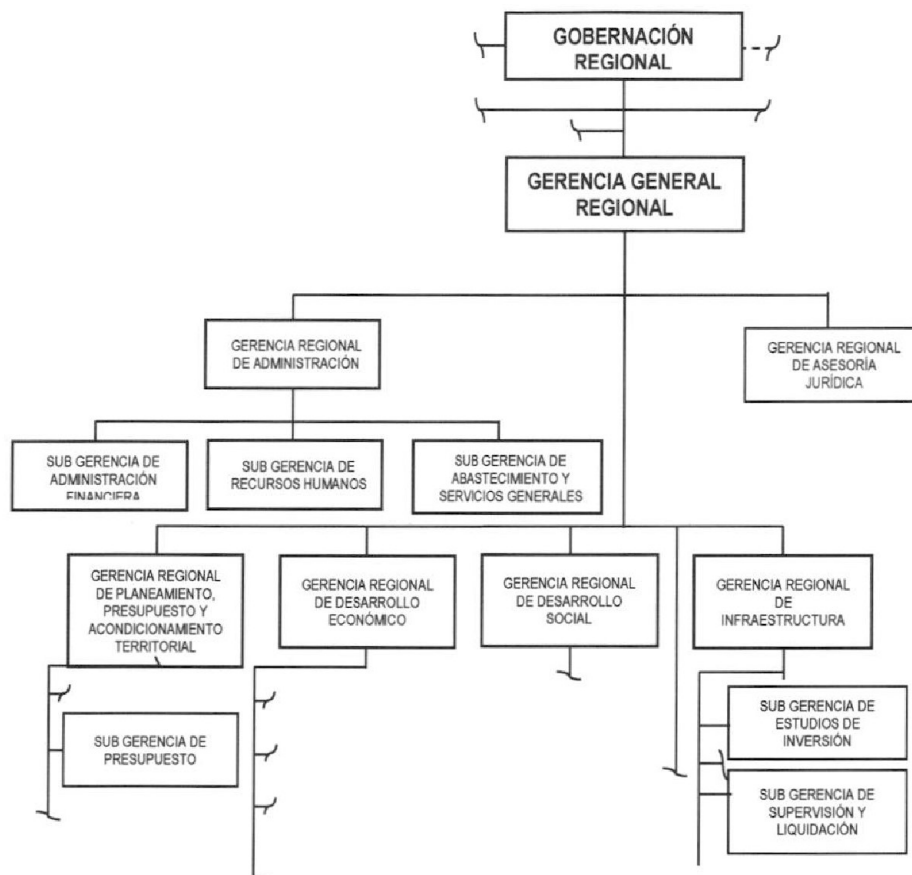 GOBERNACIÓN
REGIONAL
GERENCIA GENERAL
REGIONAL
GERENCIA REGIONAL
DE ADMINISTRACIÓN
GERENCIA REGIONAL
DE ASESORÍA
JURÍDICA
SUB GERENCIA DE
ADMINISTRACIÓN
FINANCIERA
SUB GERENCIA DE
RECURSOS HUMANOS
SUB GERENCIA DE
ABASTECIMIENTO Y
SERVICIOS GENERALES
GERENCIA REGIONAL
DE PLANEAMIENTO,
PRESUPUESTO Y
ACONDICIONAMIENTO
TERRITORIAL
GERENCIA REGIONAL
DE DESARROLLO
ECONÓMICO
GERENCIA REGIONAL
DE DESARROLLO
SOCIAL
GERENCIA REGIONAL
DE
INFRAESTRUCTURA
SUB GERENCIA DE
PRESUPUESTO
SUB GERENCIA DE
ESTUDIOS DE
INVERSIÓN
SUB GERENCIA DE
SUPERVISIÓN Y
LIQUIDACIÓN